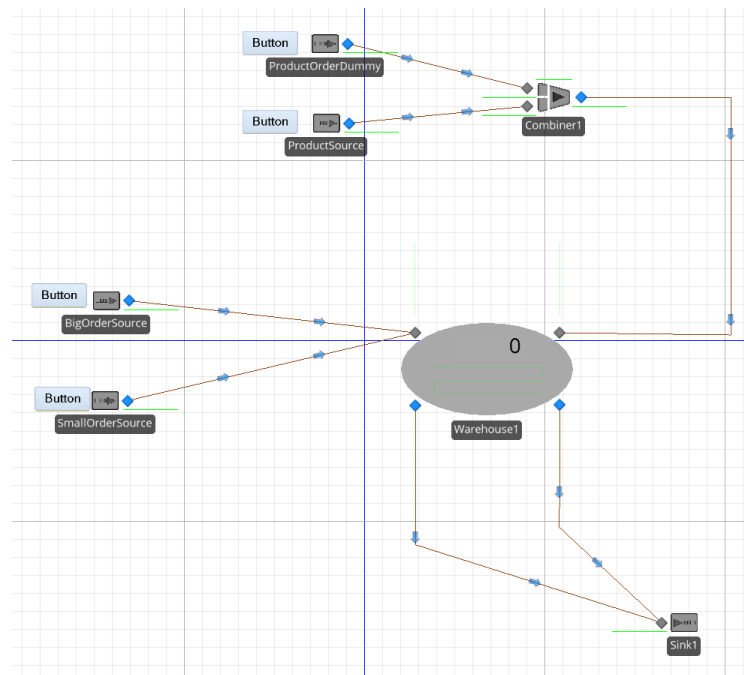 Button
ProductOrderDummy
Button
ProductSource
Combiner1
Button
BigOrderSource
0
Button
SmallOrderSource
Warehouse1
Sink1